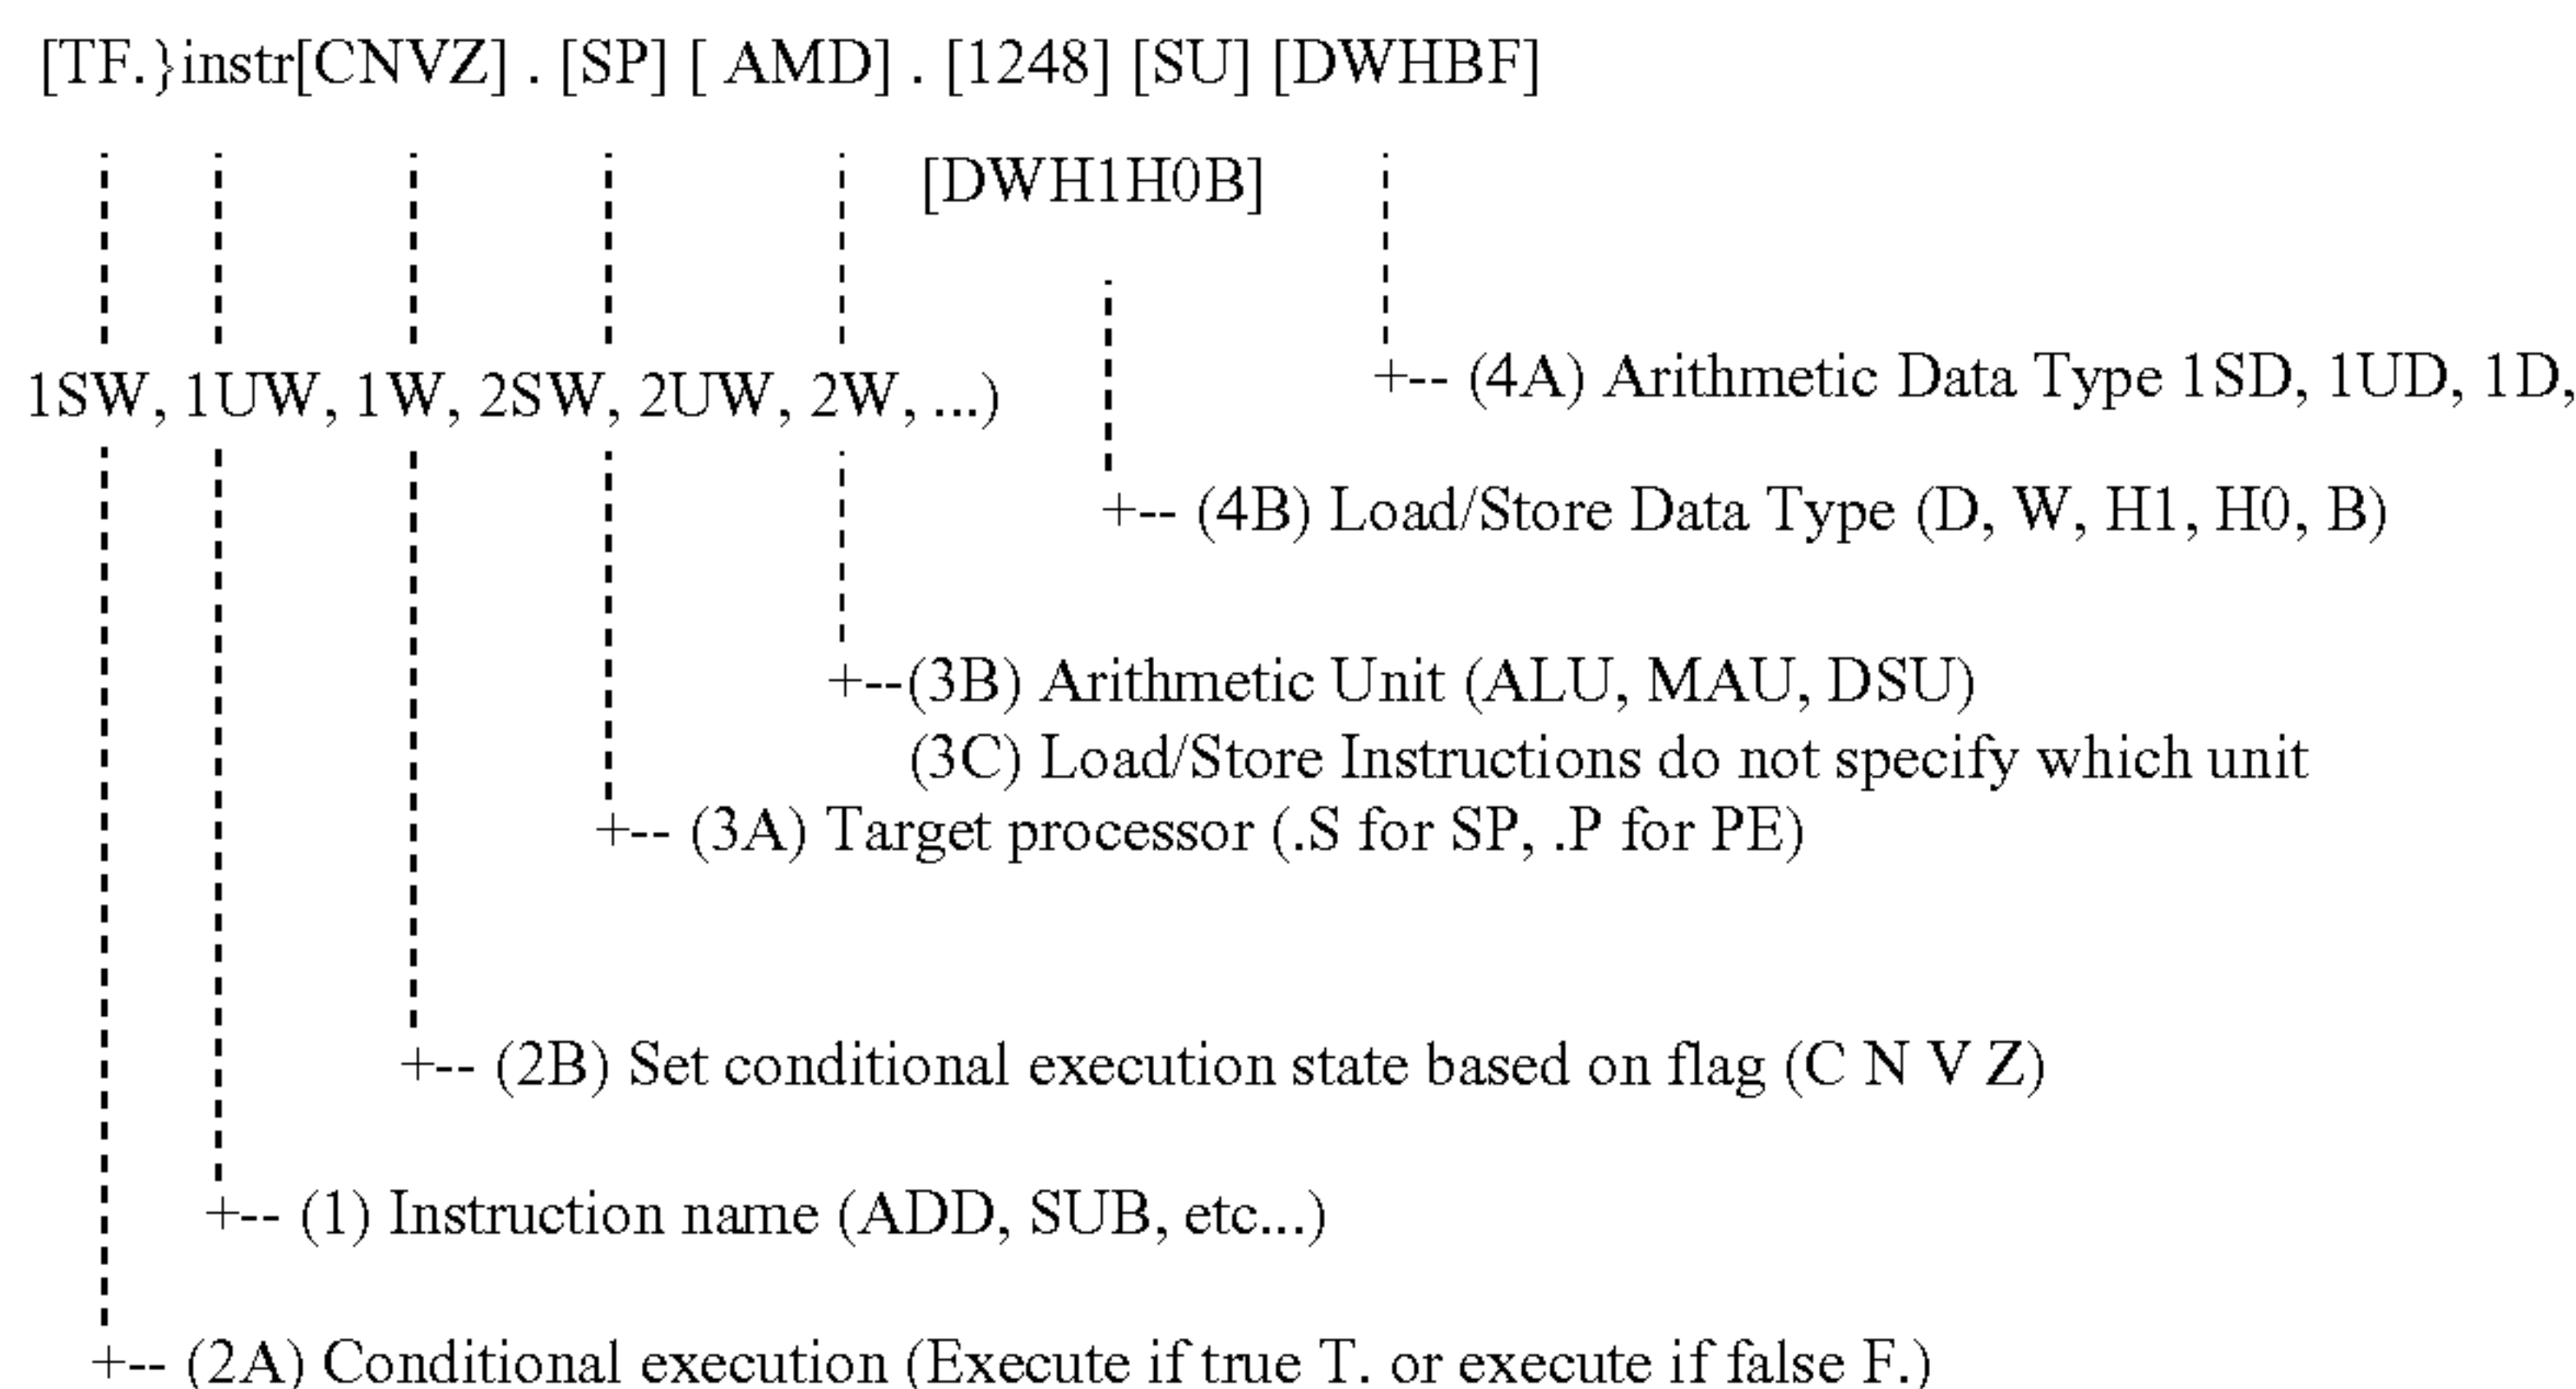 [TF.}instr[CNVZ] . [SP] [ AMD] . [1248] [SU] [DWHBF]
[DWH1H0B]
+-- (4A) Arithmetic Data Type 1SD, 1UD, 1D,
1SW, 1UW, 1W, 2SW, 2UW, 2W, ...)
+-- (4B) Load/Store Data Type (D, W, H1, H0, B)
+--(3B) Arithmetic Unit (ALU, MAU, DSU)
(3C) Load/Store Instructions do not specify which unit
+-- (3A) Target processor (.S for SP, .P for PE)
+-- (2B) Set conditional execution state based on flag (C N V Z)
+-- (1) Instruction name (ADD, SUB, etc...)
+-- (2A) Conditional execution (Execute if true T. or execute if false F.)